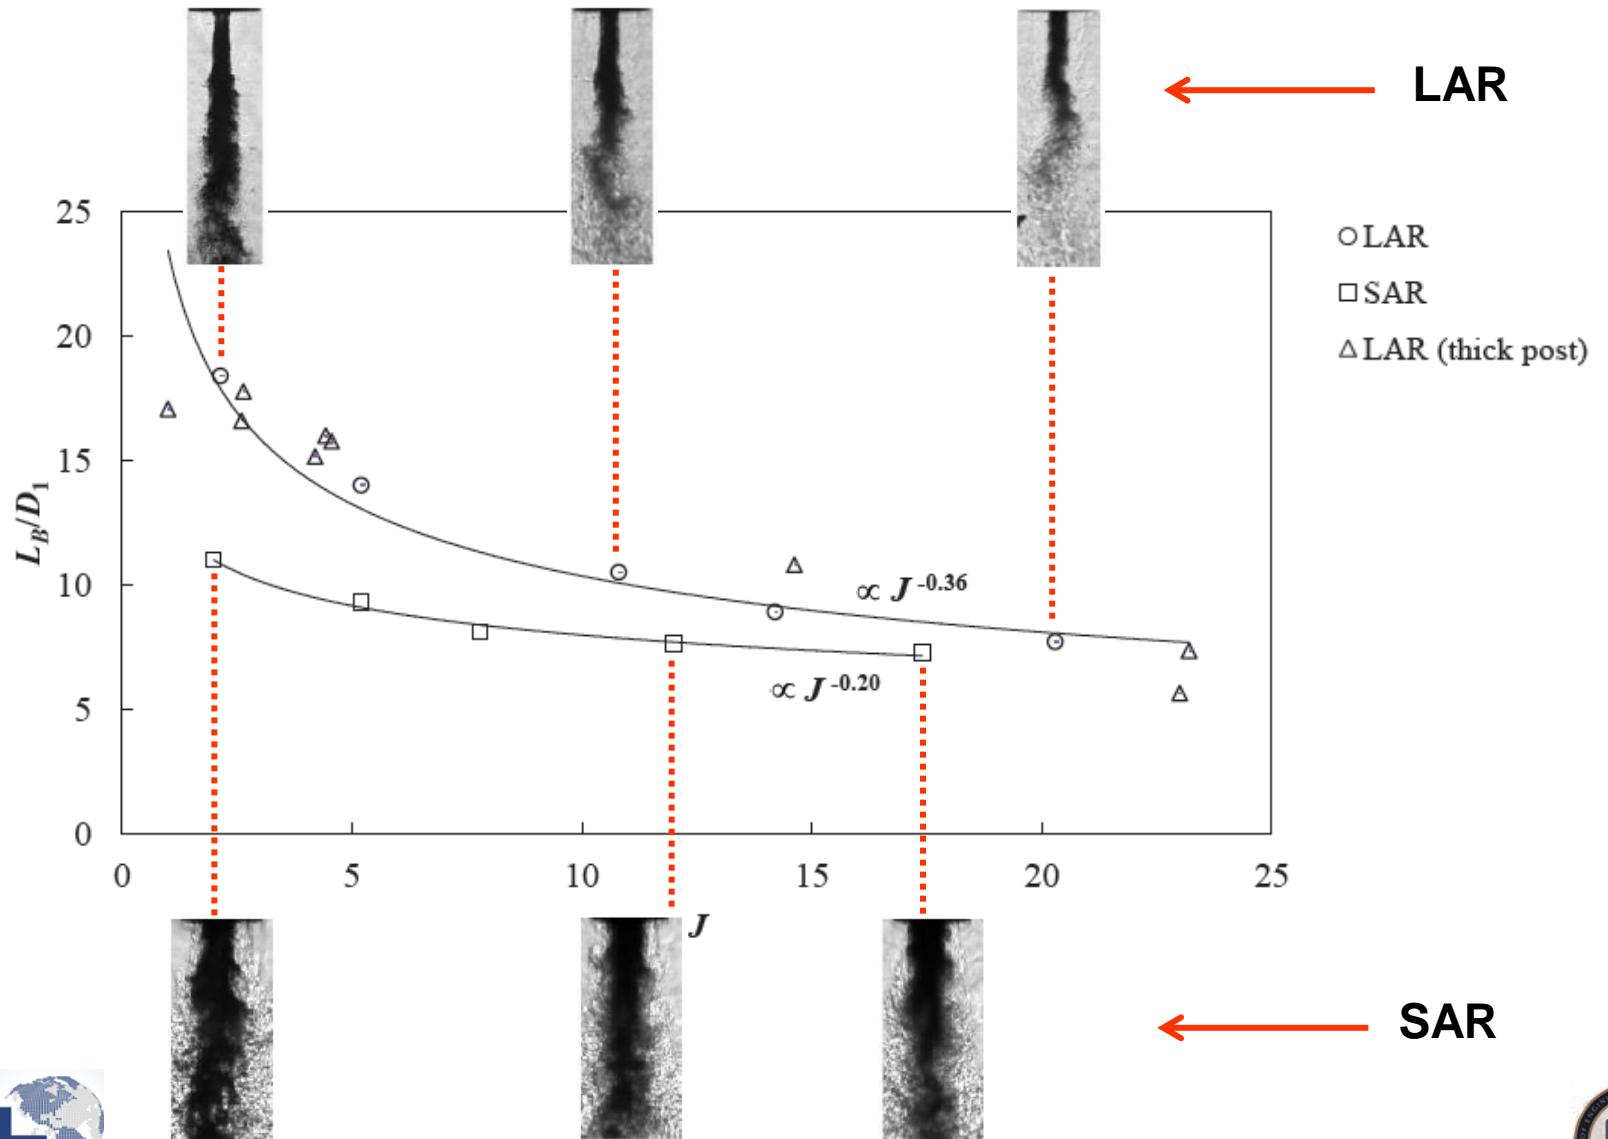 LAR
25
20
15
10
5
0
L_B/D_1
○ LAR
□ SAR
△ LAR (thick post)
∝ J^-0.36
∝ J^-0.20
0 5 10 15 20 25
J
SAR